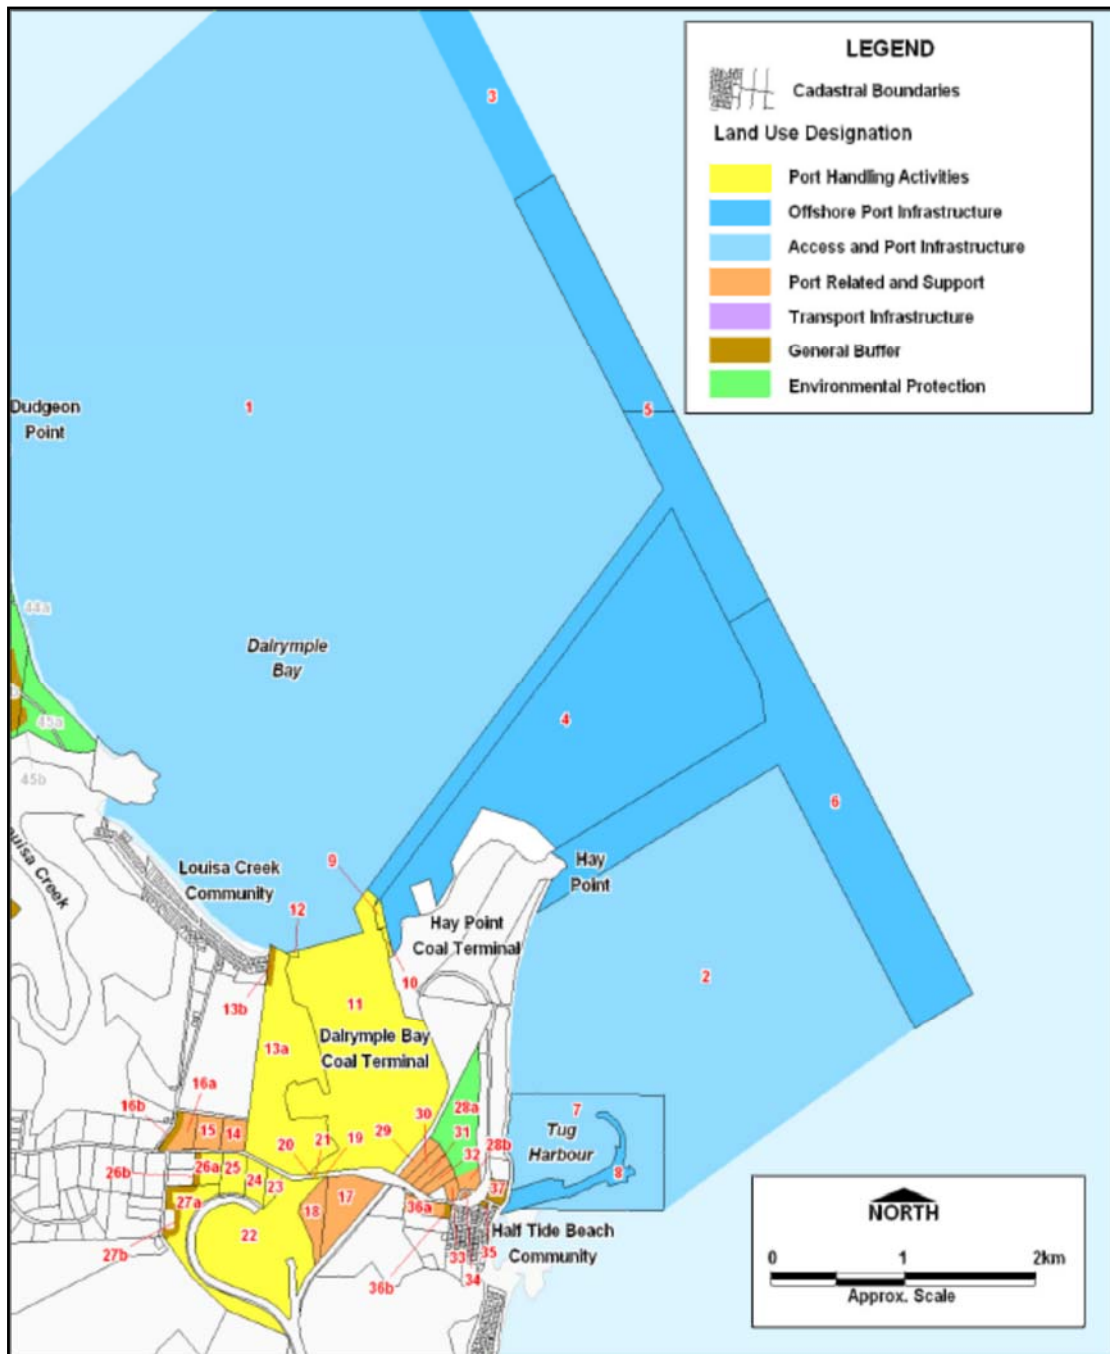 LEGEND
Cadastral Boundaries
Land Use Designation
Port Handling Activities
Offshore Port Infrastructure
Access and Port Infrastructure
Port Related and Support
Transport Infrastructure
General Buffer
Environmental Protection
3
Dudgeon
Point
1
5
44a
Dalrymple
Bay
45a
4
45b
6
Louisa Creek
Community
9
Hay
Point
uisa Creek
12
Hay Point
Coal Terminal
10
2
13b
11
13a
Dalrymple Bay
Coal Terminal
16a
16b
15
14
30
28a
7
20
21
19
29
31
Tug
Harbour
28b
32
26b
26a
25
24
8
27a
23
17
37
18
36a
22
Half Tide Beach
Community
27b
33
35
36b
34
NORTH
0 1 2km
Approx. Scale